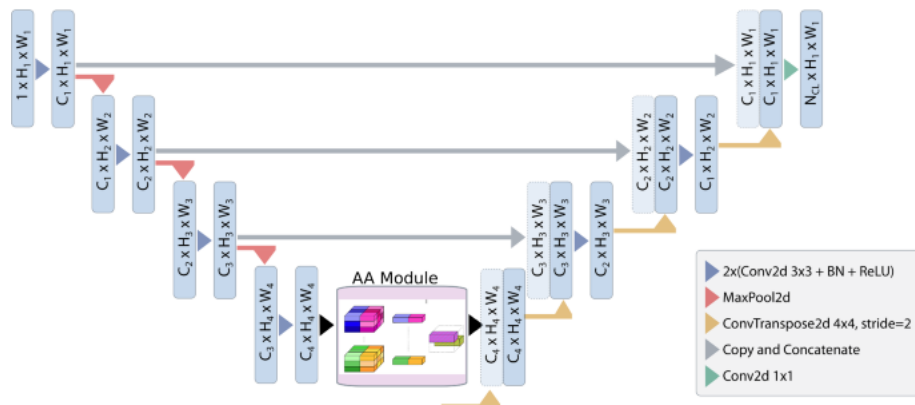 1 x H₁ x W₁
C₁ x H₁ x W₁
C₁ x H₁ x W₁
C₁ x H₁ x W₁
N_CL x H₁ x W₁
C₁ x H₂ x W₂
C₂ x H₂ x W₂
C₂ x H₂ x W₂
C₂ x H₂ x W₂
C₁ x H₂ x W₂
C₂ x H₃ x W₃
C₃ x H₃ x W₃
C₃ x H₃ x W₃
C₃ x H₃ x W₃
C₂ x H₃ x W₃
C₃ x H₄ x W₄
C₄ x H₄ x W₄
AA Module
C₄ x H₄ x W₄
C₄ x H₄ x W₄
2x(Conv2d 3x3 + BN + ReLU)
MaxPool2d
ConvTranspose2d 4x4, stride=2
Copy and Concatenate
Conv2d 1x1